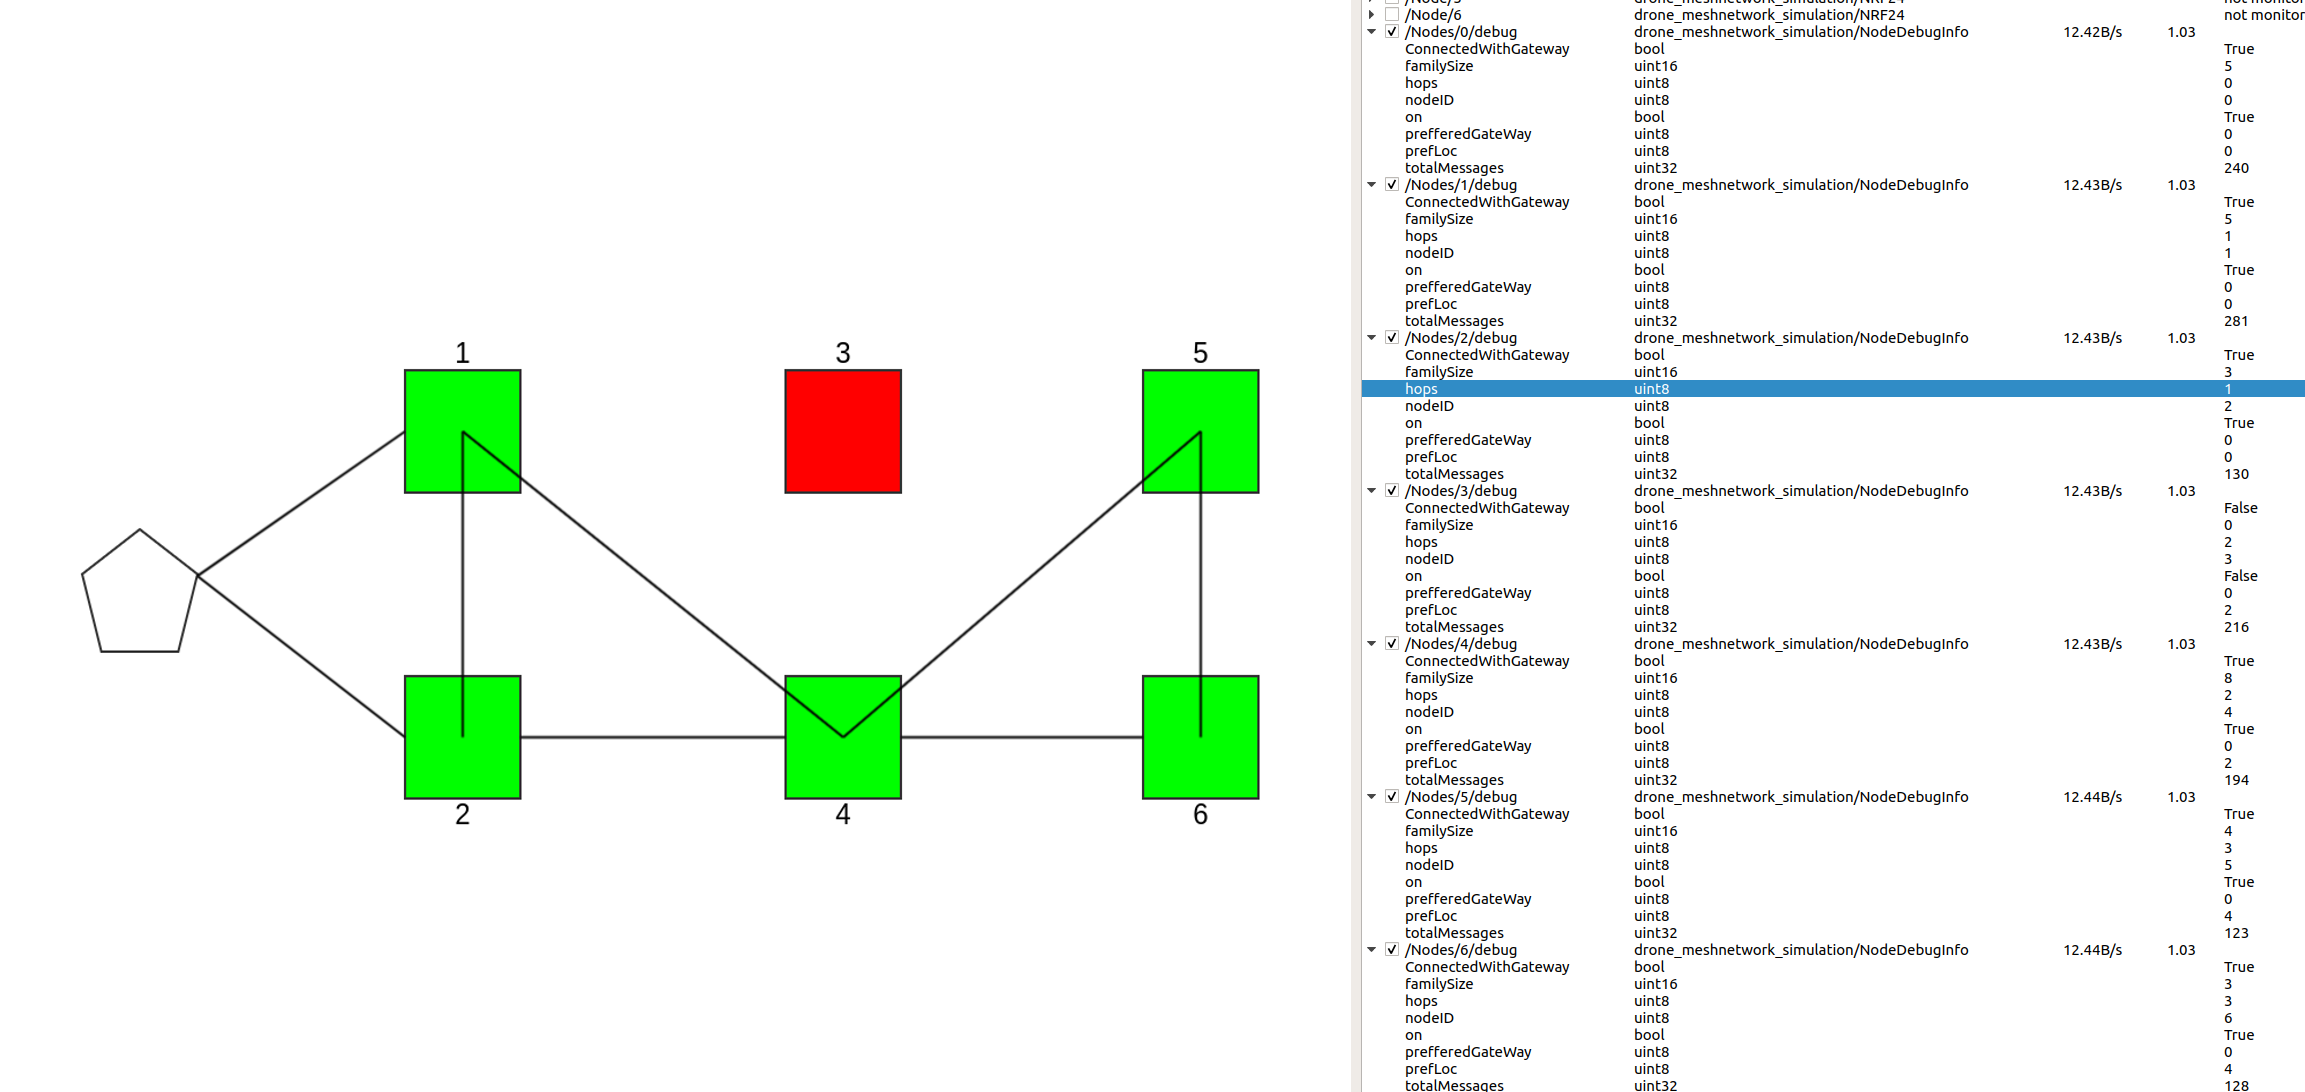 1 3 5
2 4 6
/Node/6 drone_meshnetwork_simulation/NRF24 not monitor
/Nodes/0/debug drone_meshnetwork_simulation/NodeDebugInfo 12.42B/s 1.03
ConnectedWithGateway bool True
familySize uint16 5
hops uint8 0
nodeID uint8 0
on bool True
prefferedGateWay uint8 0
prefLoc uint8 0
totalMessages uint32 240
/Nodes/1/debug drone_meshnetwork_simulation/NodeDebugInfo 12.43B/s 1.03
ConnectedWithGateway bool True
familySize uint16 5
hops uint8 1
nodeID uint8 1
on bool True
prefferedGateWay uint8 0
prefLoc uint8 0
totalMessages uint32 281
/Nodes/2/debug drone_meshnetwork_simulation/NodeDebugInfo 12.43B/s 1.03
ConnectedWithGateway bool True
familySize uint16 3
hops uint8 1
nodeID uint8 2
on bool True
prefferedGateWay uint8 0
prefLoc uint8 0
totalMessages uint32 130
/Nodes/3/debug drone_meshnetwork_simulation/NodeDebugInfo 12.43B/s 1.03
ConnectedWithGateway bool False
familySize uint16 0
hops uint8 2
nodeID uint8 3
on bool False
prefferedGateWay uint8 0
prefLoc uint8 2
totalMessages uint32 216
/Nodes/4/debug drone_meshnetwork_simulation/NodeDebugInfo 12.43B/s 1.03
ConnectedWithGateway bool True
familySize uint16 8
hops uint8 2
nodeID uint8 4
on bool True
prefferedGateWay uint8 0
prefLoc uint8 2
totalMessages uint32 194
/Nodes/5/debug drone_meshnetwork_simulation/NodeDebugInfo 12.44B/s 1.03
ConnectedWithGateway bool True
familySize uint16 4
hops uint8 3
nodeID uint8 5
on bool True
prefferedGateWay uint8 0
prefLoc uint8 4
totalMessages uint32 123
/Nodes/6/debug drone_meshnetwork_simulation/NodeDebugInfo 12.44B/s 1.03
ConnectedWithGateway bool True
familySize uint16 3
hops uint8 3
nodeID uint8 6
on bool True
prefferedGateWay uint8 0
prefLoc uint8 4
totalMessages uint32 128